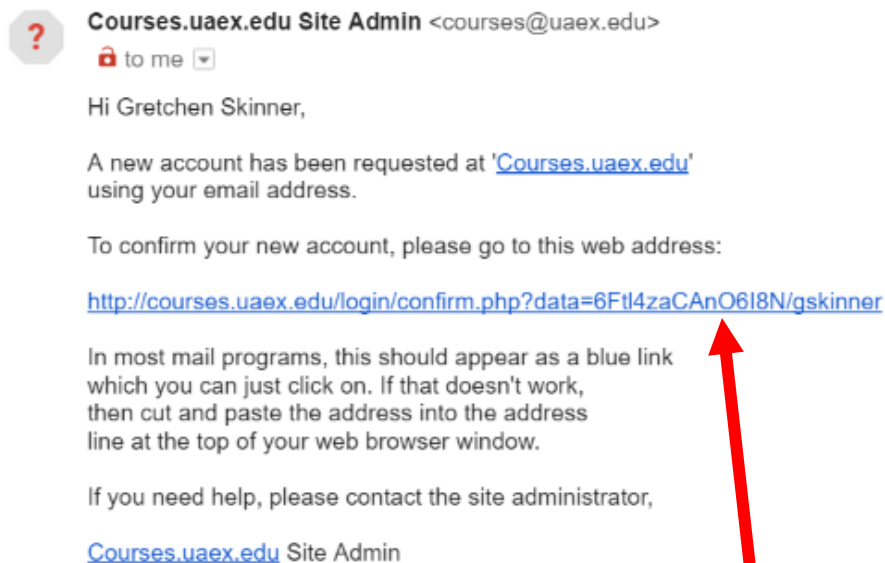 ?
Courses.uaex.edu Site Admin <courses@uaex.edu>
to me
Hi Gretchen Skinner,
A new account has been requested at 'Courses.uaex.edu'
using your email address.
To confirm your new account, please go to this web address:
http://courses.uaex.edu/login/confirm.php?data=6Ftl4zaCAnO6I8N/gskinner
In most mail programs, this should appear as a blue link
which you can just click on. If that doesn't work,
then cut and paste the address into the address
line at the top of your web browser window.
If you need help, please contact the site administrator,
Courses.uaex.edu Site Admin